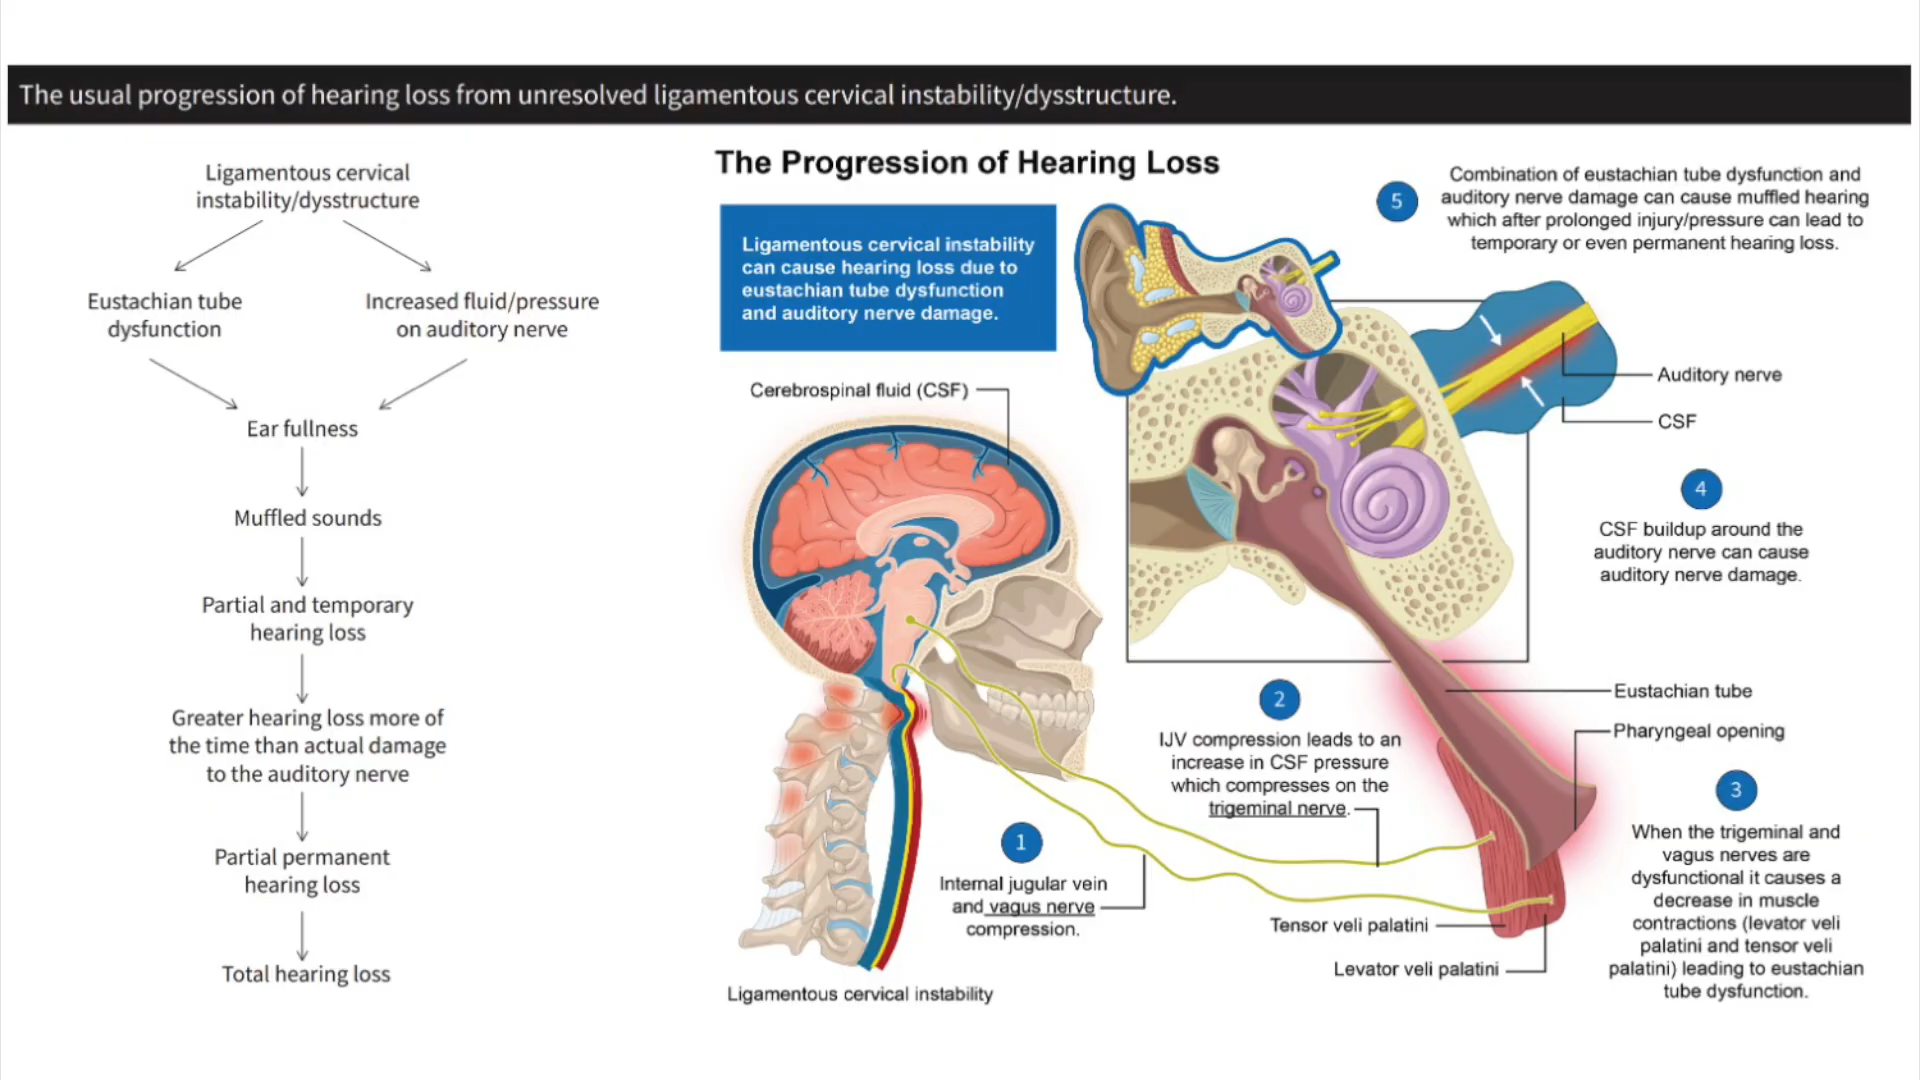 The usual progression of hearing loss from unresolved ligamentous cervical instability/dysstructure.
Ligamentous cervical
instability/dysstructure
Eustachian tube
dysfunction
Increased fluid/pressure
on auditory nerve
Ear fullness
Muffled sounds
Partial and temporary
hearing loss
Greater hearing loss more of
the time than actual damage
to the auditory nerve
Partial permanent
hearing loss
Total hearing loss
The Progression of Hearing Loss
Ligamentous cervical instability
can cause hearing loss due to
eustachian tube dysfunction
and auditory nerve damage.
Cerebrospinal fluid (CSF)
1
Internal jugular vein
and vagus nerve
compression.
Ligamentous cervical instability
2
IJV compression leads to an
increase in CSF pressure
which compresses on the
trigeminal nerve.
Tensor veli palatini
Levator veli palatini
5
Combination of eustachian tube dysfunction and
auditory nerve damage can cause muffled hearing
which after prolonged injury/pressure can lead to
temporary or even permanent hearing loss.
Auditory nerve
CSF
4
CSF buildup around the
auditory nerve can cause
auditory nerve damage.
Eustachian tube
Pharyngeal opening
3
When the trigeminal and
vagus nerves are
dysfunctional it causes a
decrease in muscle
contractions (levator veli
palatini and tensor veli
palatini) leading to eustachian
tube dysfunction.